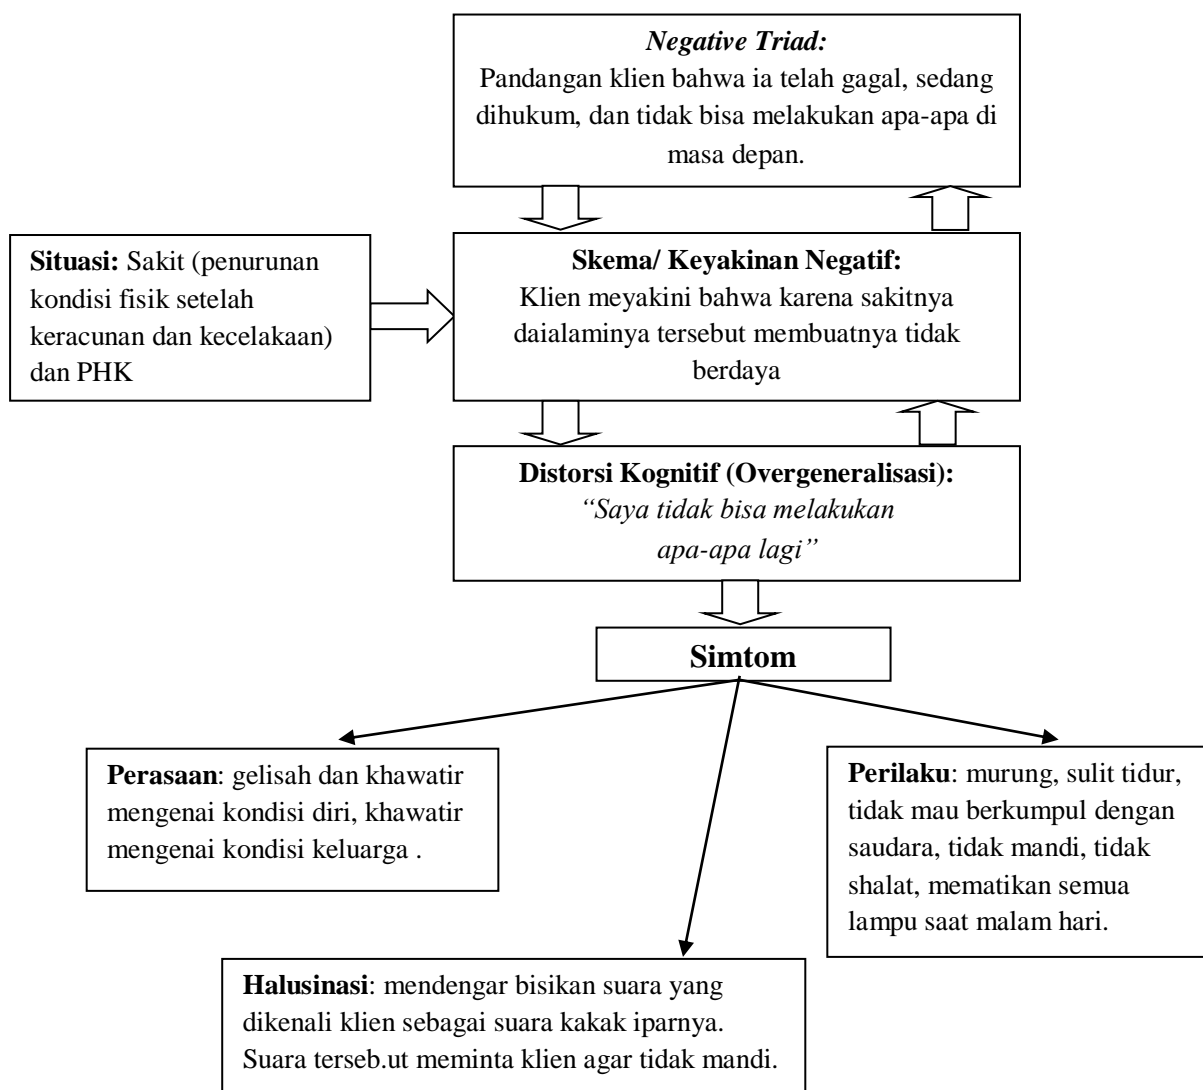 Negative Triad:
Pandangan klien bahwa ia telah gagal, sedang
dihukum, dan tidak bisa melakukan apa-apa di
masa depan.
Situasi: Sakit (penurunan
kondisi fisik setelah
keracunan dan kecelakaan)
dan PHK
Skema/ Keyakinan Negatif:
Klien meyakini bahwa karena sakitnya
daialaminya tersebut membuatnya tidak
berdaya
Distorsi Kognitif (Overgeneralisasi):
“Saya tidak bisa melakukan
apa-apa lagi”
Simtom
Perasaan: gelisah dan khawatir
mengenai kondisi diri, khawatir
mengenai kondisi keluarga .
Perilaku: murung, sulit tidur,
tidak mau berkumpul dengan
saudara, tidak mandi, tidak
shalat, mematikan semua
lampu saat malam hari.
Halusinasi: mendengar bisikan suara yang
dikenali klien sebagai suara kakak iparnya.
Suara terseb.ut meminta klien agar tidak mandi.